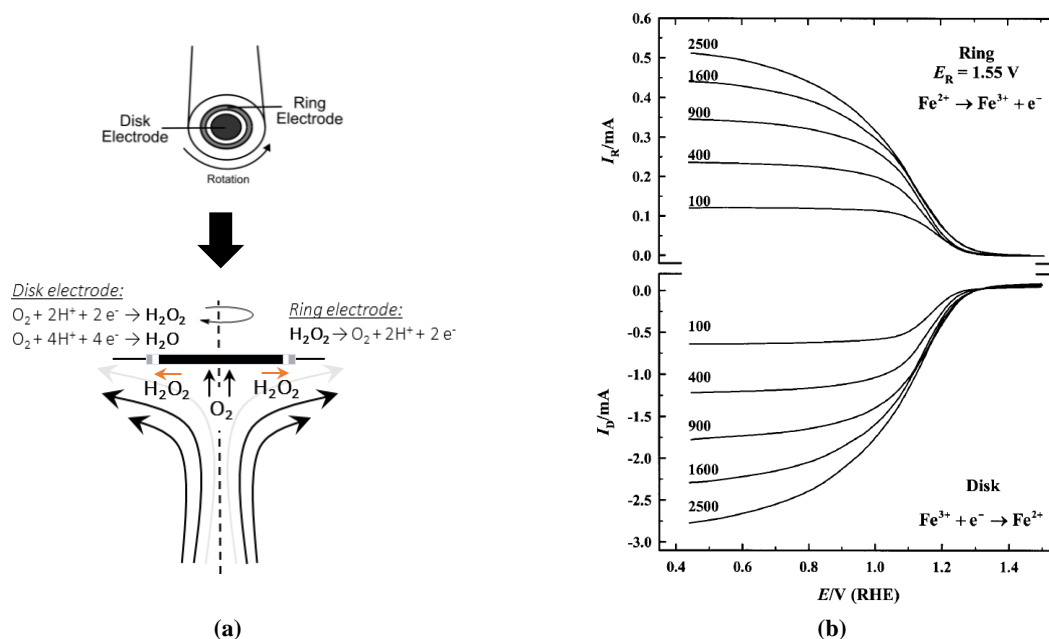 Disk
Electrode
Ring
Electrode
Rotation
Disk electrode:
O₂ + 2H⁺ + 2 e⁻ → H₂O₂
O₂ + 4H⁺ + 4 e⁻ → H₂O
Ring electrode:
H₂O₂ → O₂ + 2H⁺ + 2 e⁻
H₂O₂
H₂O₂
O₂
(a)
0.6
0.5
0.4
0.3
0.2
0.1
0.0
I_R/mA
2500
1600
900
400
100
Ring
E_R = 1.55 V
Fe²⁺ → Fe³⁺ + e⁻
0.0
-0.5
-1.0
-1.5
-2.0
-2.5
-3.0
I_D/mA
100
400
900
1600
2500
Disk
Fe³⁺ + e⁻ → Fe²⁺
0.4 0.6 0.8 1.0 1.2 1.4
E/V (RHE)
(b)